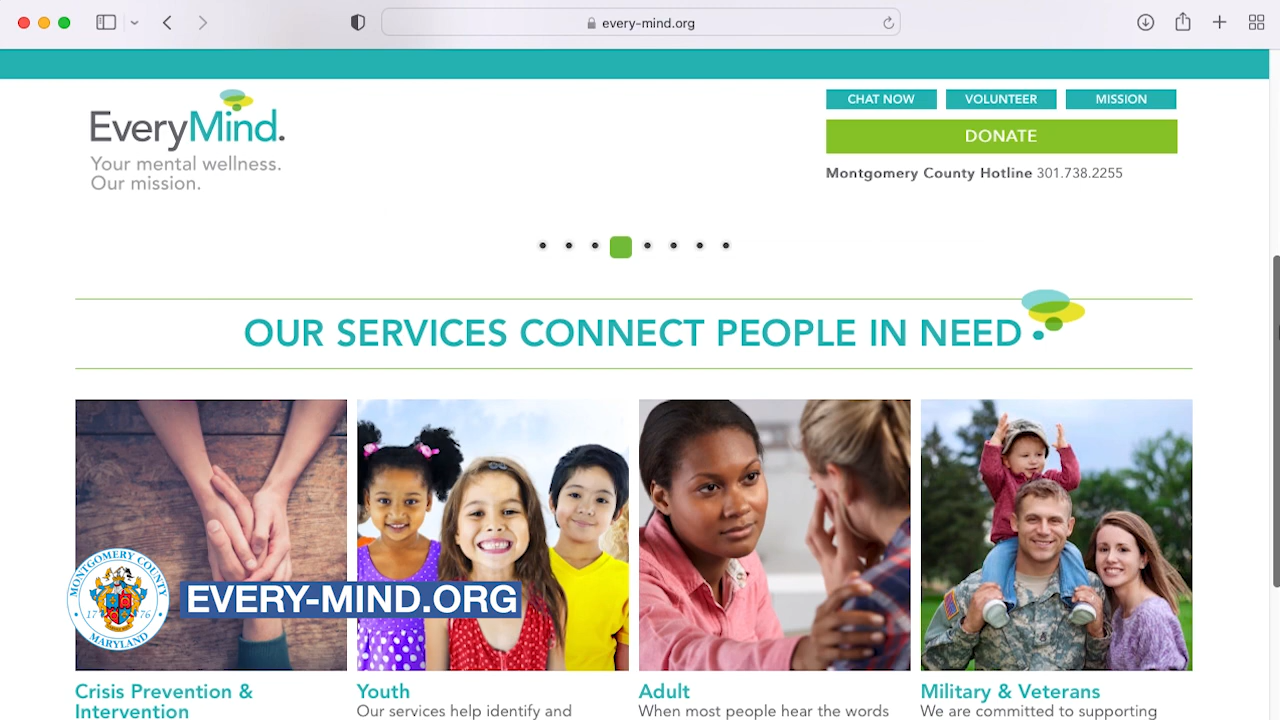 every-mind.org
EveryMind.
Your mental wellness.
Our mission.
CHAT NOW
VOLUNTEER
MISSION
DONATE
Montgomery County Hotline 301.738.2255
OUR SERVICES CONNECT PEOPLE IN NEED
MONTGOMERY COUNTY
17 76
MARYLAND
EVERY-MIND.ORG
Crisis Prevention &
Intervention
Youth
Our services help identify and
Adult
When most people hear the words
Military & Veterans
We are committed to supporting